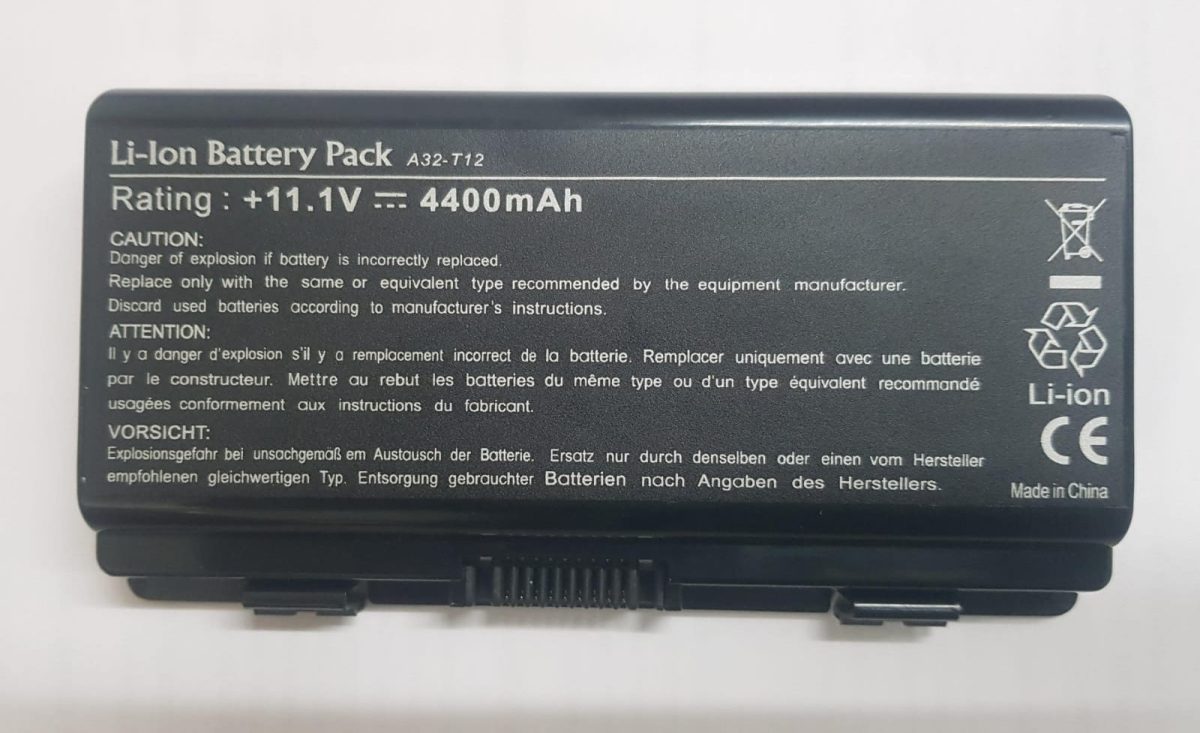 Li-Ion Battery Pack A32-T12
Rating : +11.1V ⎓ 4400mAh
CAUTION:
Danger of explosion if battery is incorrectly replaced.
Replace only with the same or equivalent type recommended by the equipment manufacturer.
Discard used batteries according to manufacturer's instructions.
ATTENTION:
Il y a danger d'explosion s'il y a remplacement incorrect de la batterie. Remplacer uniquement avec une batterie
par le constructeur. Mettre au rebut les batteries du même type ou d'un type équivalent recommandé
usagées conformement aux instructions du fabricant.
VORSICHT:
Explosionsgefahr bei unsachgemäß em Austausch der Batterie. Ersatz nur durch denselben oder einen vom Hersteller
empfohlenen gleichwertigen Typ. Entsorgung gebrauchter Batterien nach Angaben des Herstellers.
Li-ion
CE
Made in China